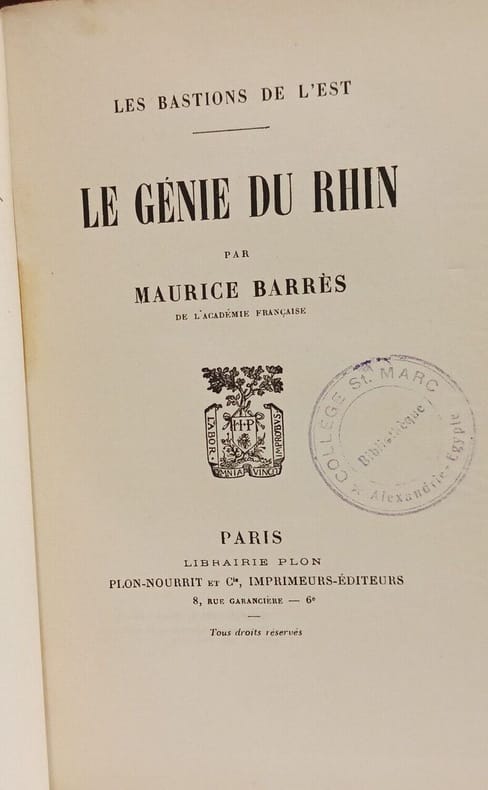 LES BASTIONS DE L'EST
LE GÉNIE DU RHIN
PAR
MAURICE BARRÈS
DE L'ACADÉMIE FRANÇAISE
LABOR
OMNIA VINCIT
IMPROBUS
H·P
COLLEGE St. MARC
Bibliothèque
Alexandrie-Egypte
PARIS
LIBRAIRIE PLON
PLON-NOURRIT ET Cie, IMPRIMEURS-ÉDITEURS
8, RUE GARANCIÈRE — 6e
Tous droits réservés